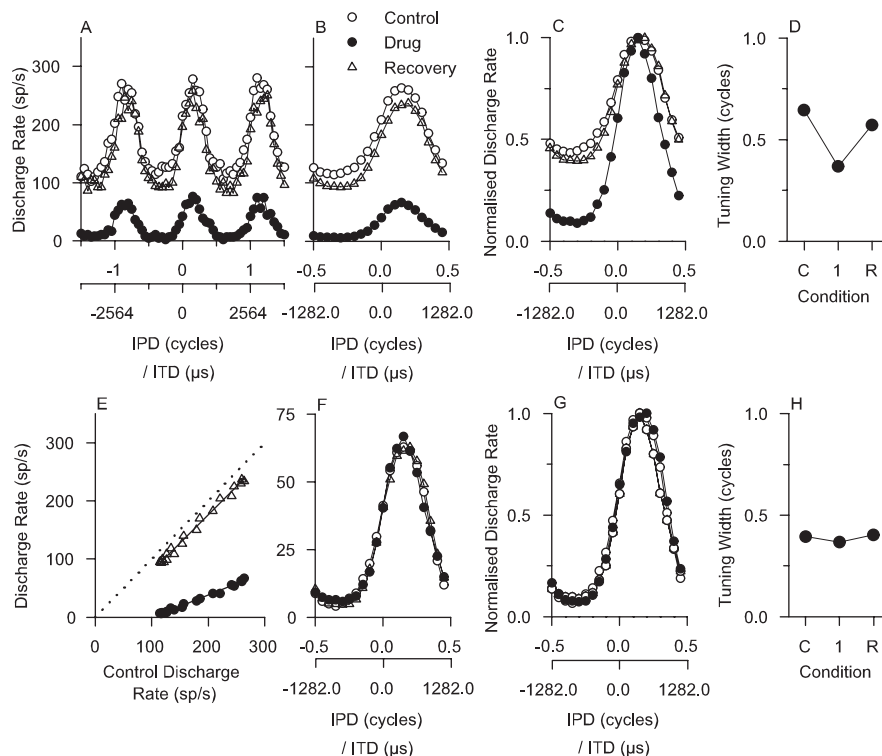 A
B
C
D
Control
Drug
Recovery
Discharge Rate (sp/s)
300
200
100
0
-1
0
1
-2564
0
2564
IPD (cycles)
/ ITD (µs)
-0.5
0.0
0.5
-1282.0
0.0
1282.0
IPD (cycles)
/ ITD (µs)
Normalised Discharge Rate
1.0
0.5
0.0
-0.5
0.0
0.5
-1282.0
0.0
1282.0
IPD (cycles)
/ ITD (µs)
Tuning Width (cycles)
1.0
0.5
0.0
C
1
R
Condition
E
F
G
H
Discharge Rate (sp/s)
300
200
100
0
0
100
200
300
Control Discharge
Rate (sp/s)
75
50
25
0
-0.5
0.0
0.5
-1282.0
0.0
1282.0
IPD (cycles)
/ ITD (µs)
Normalised Discharge Rate
1.0
0.5
0.0
-0.5
0.0
0.5
-1282.0
0.0
1282.0
IPD (cycles)
/ ITD (µs)
Tuning Width (cycles)
1.0
0.5
0.0
C
1
R
Condition